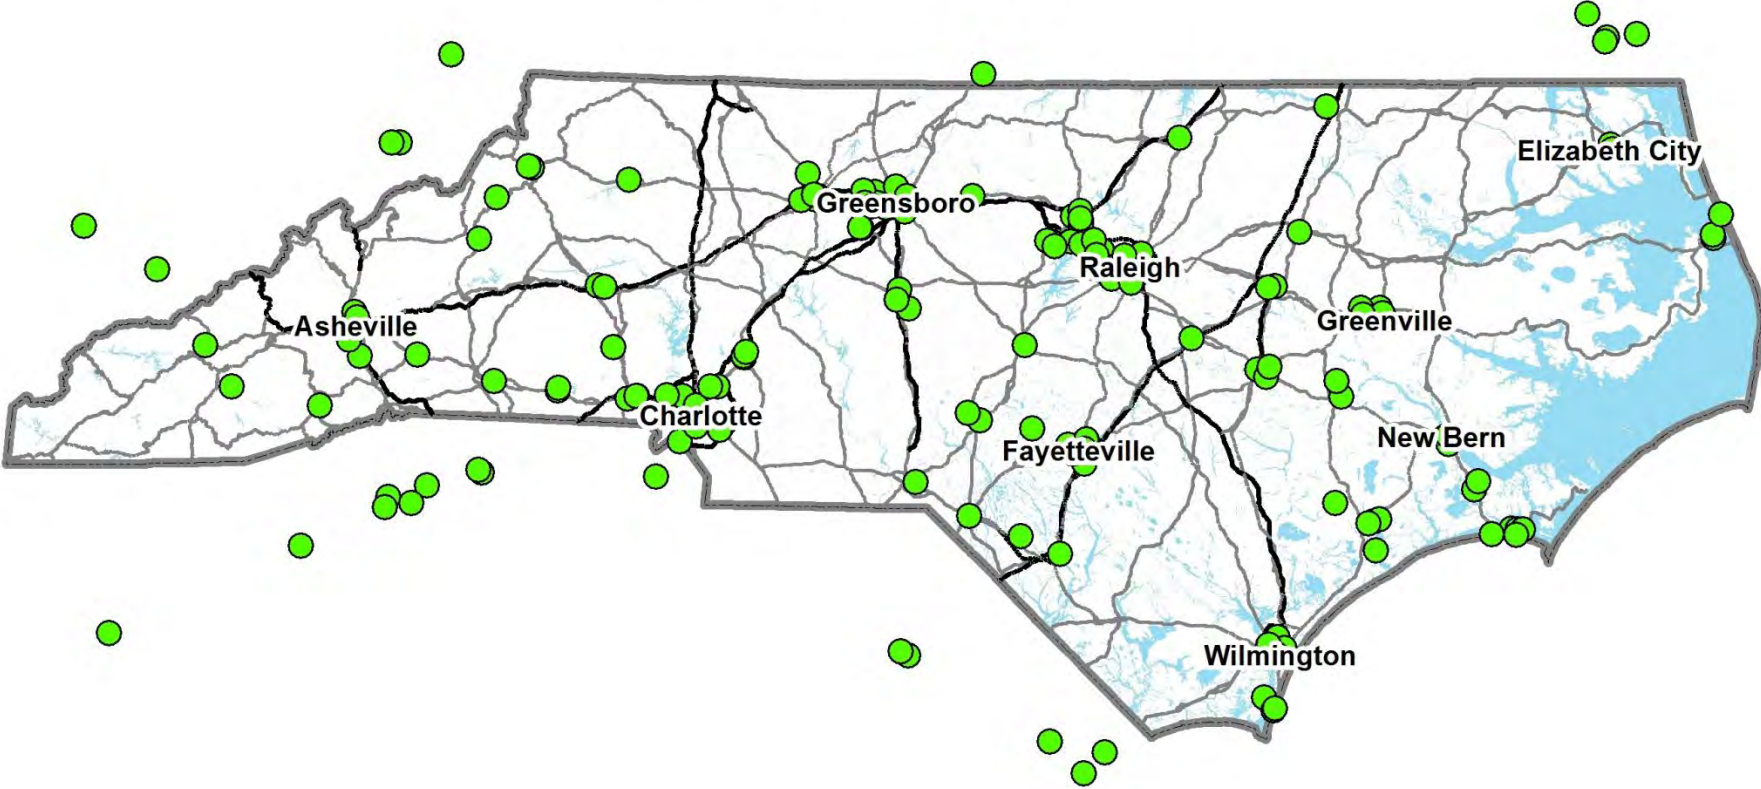 Elizabeth City
Greensboro
Raleigh
Asheville
Greenville
Charlotte
New Bern
Fayetteville
Wilmington